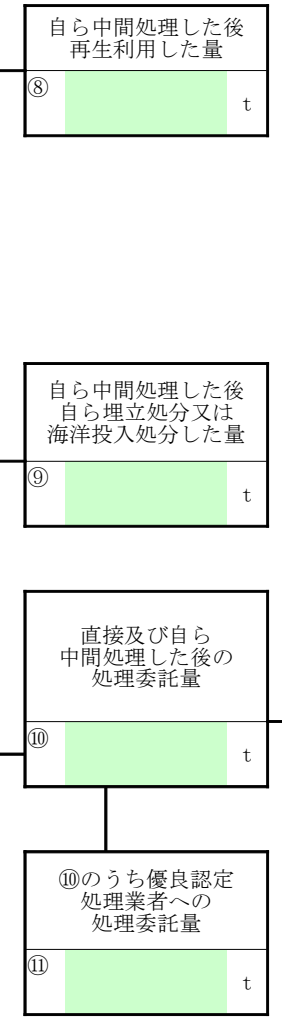 自ら中間処理した後
再生利用した量
⑧
t
自ら中間処理した後
自ら埋立処分又は
海洋投入処分した量
⑨
t
直接及び自ら
中間処理した後の
処理委託量
⑩
t
⑩のうち優良認定
処理業者への
処理委託量
⑪
t